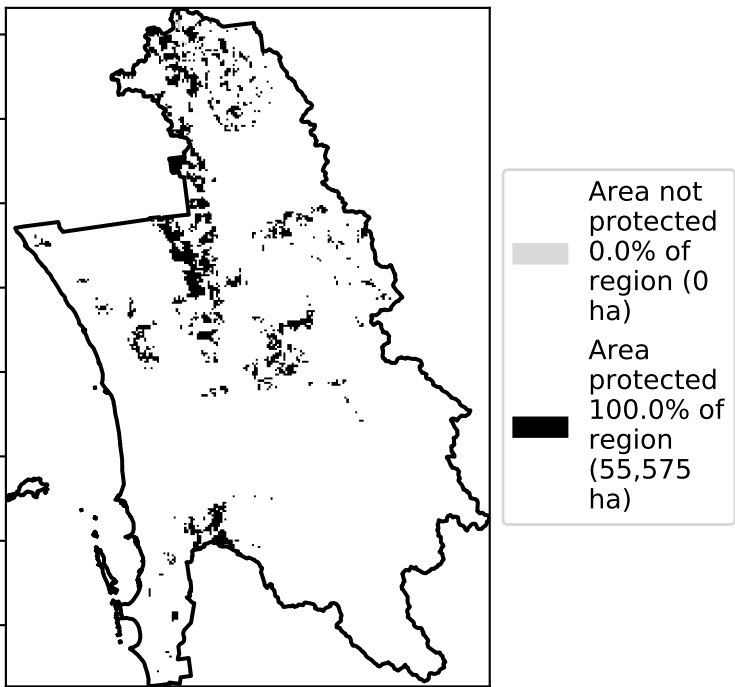 Area not
protected
0.0% of
region (0
ha)
Area
protected
100.0% of
region
(55,575
ha)